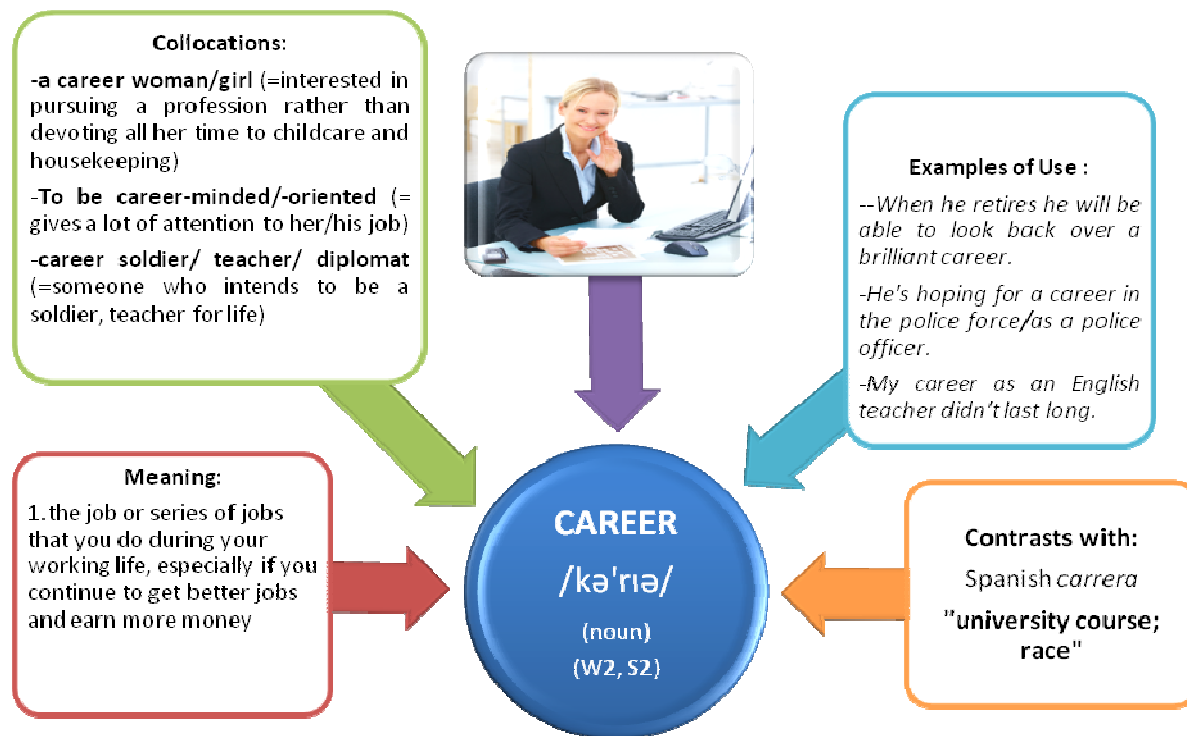 Collocations:
-a career woman/girl (=interested in
pursuing a profession rather than
devoting all her time to childcare and
housekeeping)
-To be career-minded/-oriented (=
gives a lot of attention to her/his job)
-career soldier/ teacher/ diplomat
(=someone who intends to be a
soldier, teacher for life)
Examples of Use :
--When he retires he will be
able to look back over a
brilliant career.
-He's hoping for a career in
the police force/as a police
officer.
-My career as an English
teacher didn't last long.
Meaning:
1. the job or series of jobs
that you do during your
working life, especially if you
continue to get better jobs
and earn more money
CAREER
/kə'rɪə/
(noun)
(W2, S2)
Contrasts with:
Spanish carrera
"university course;
race"